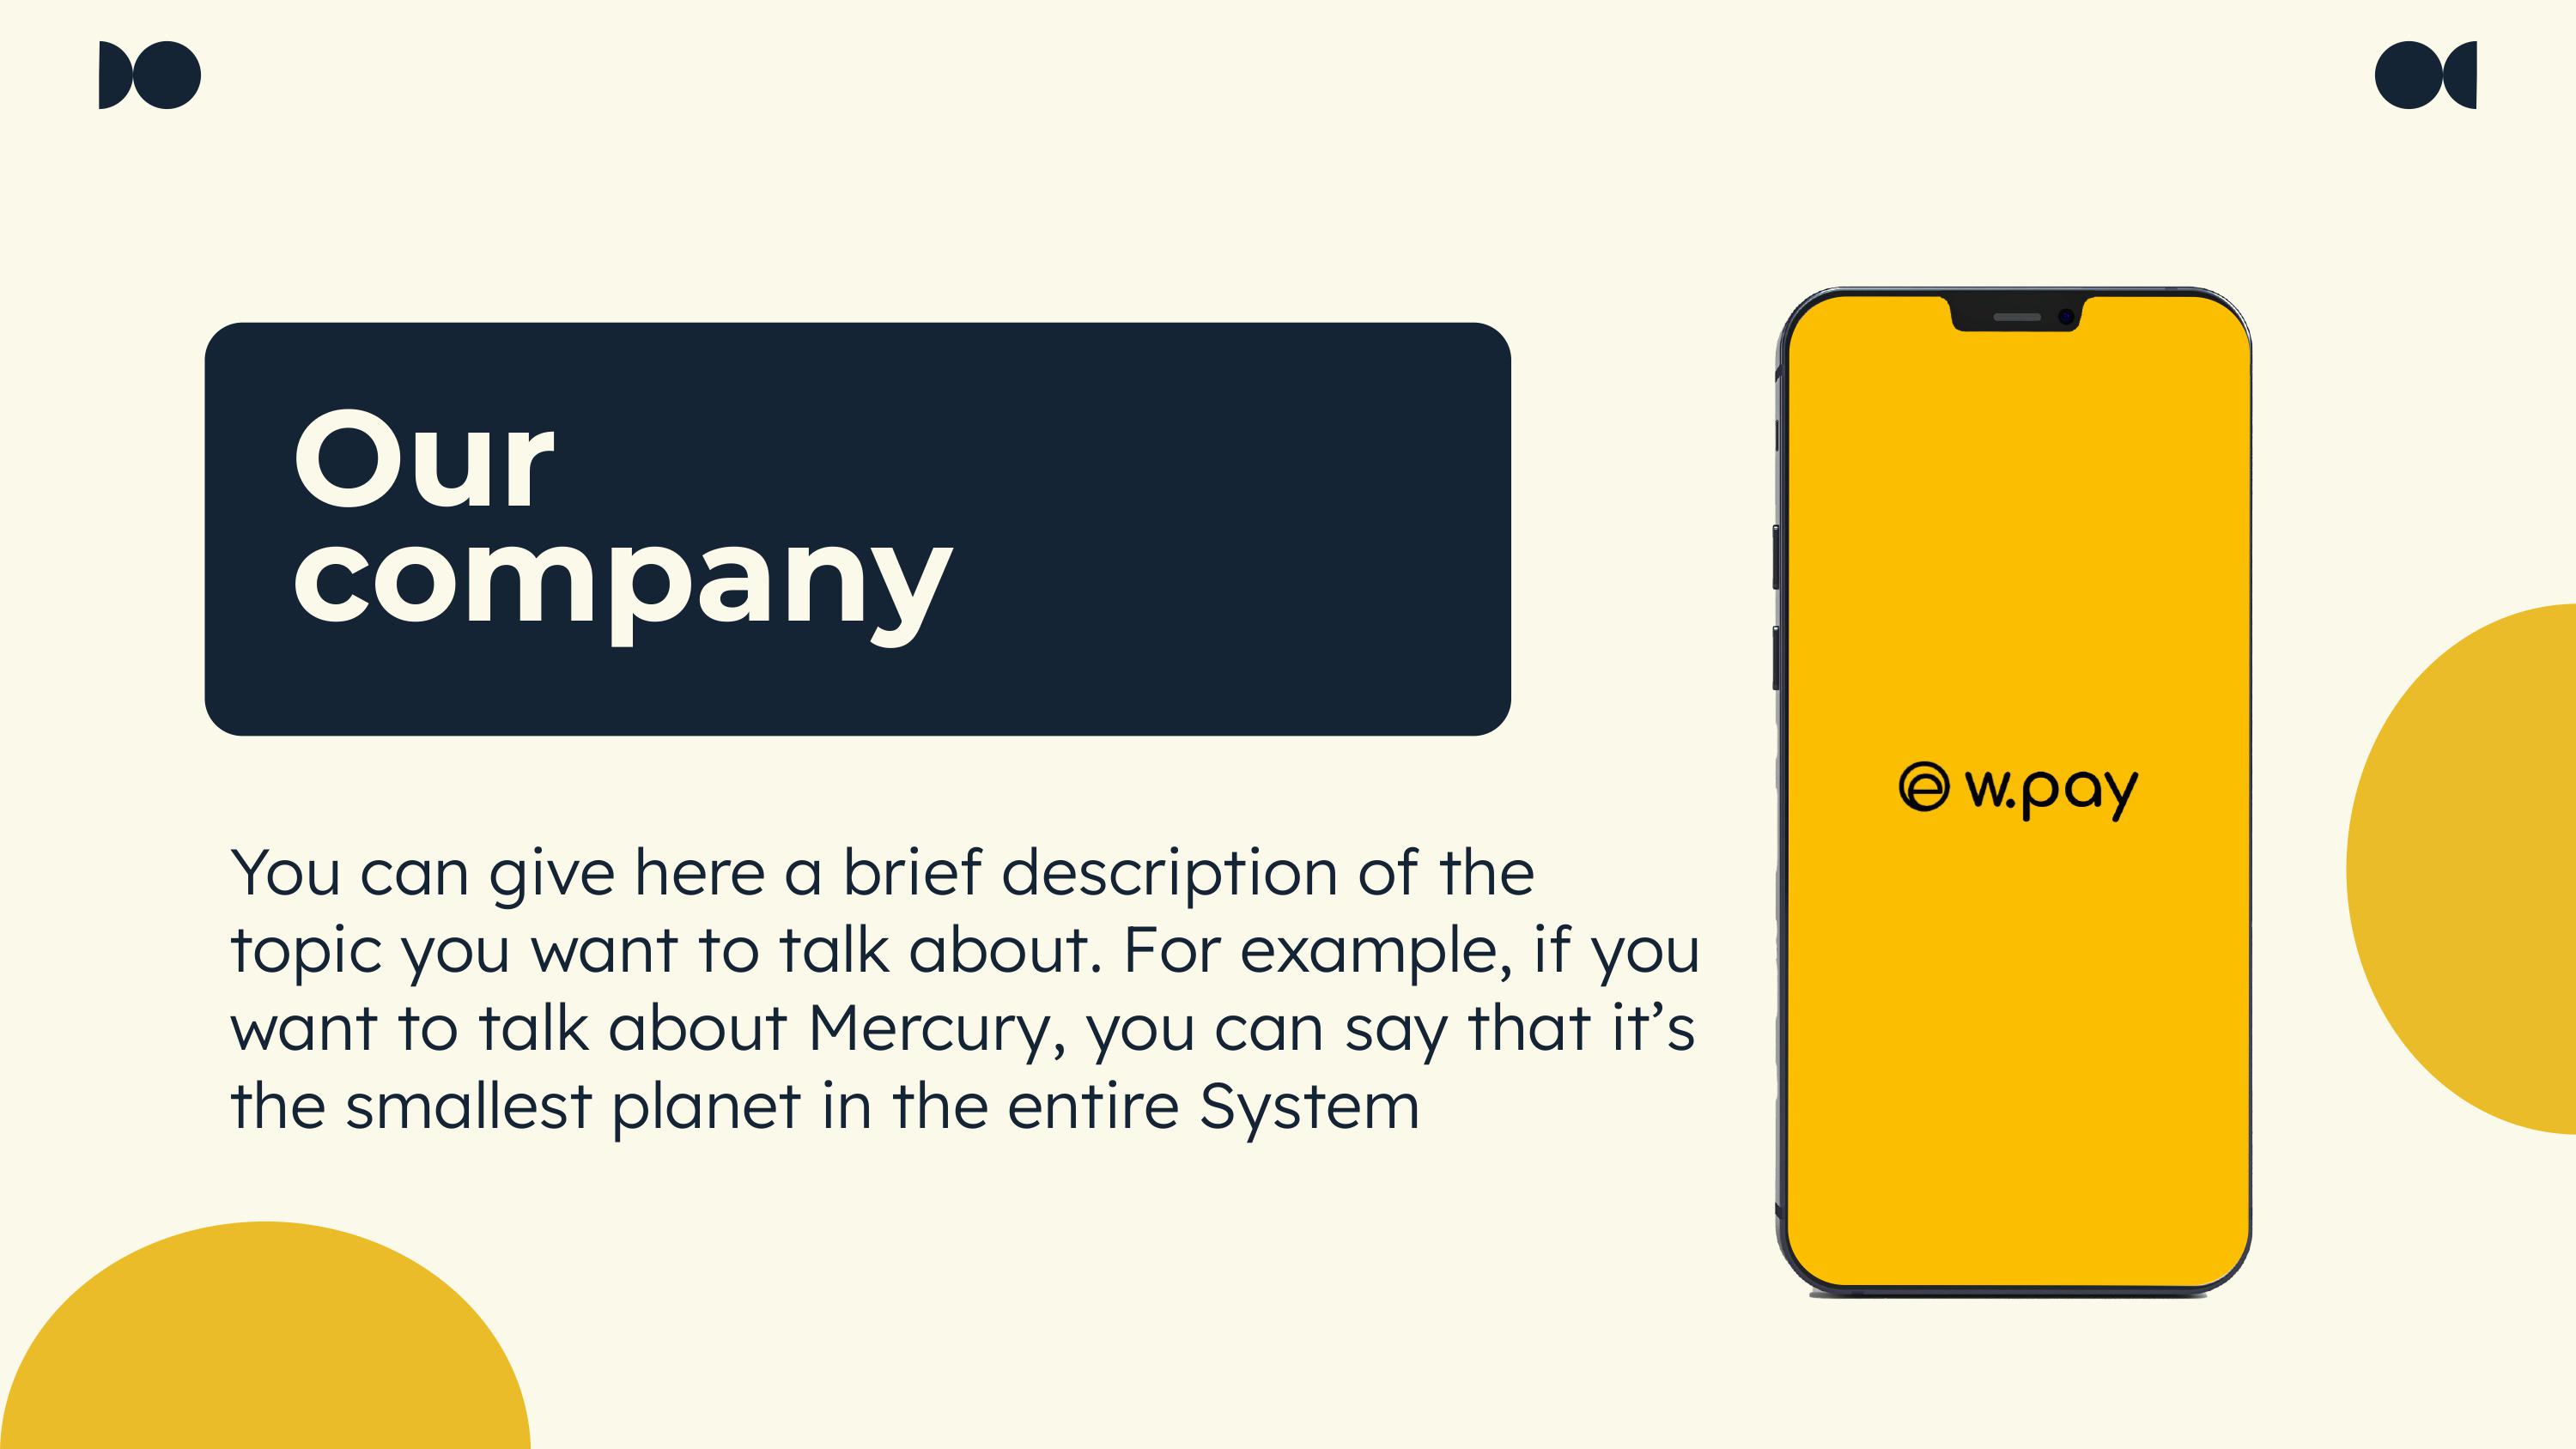 Our
company
w.pay
You can give here a brief description of the
topic you want to talk about. For example, if you
want to talk about Mercury, you can say that it’s
the smallest planet in the entire System